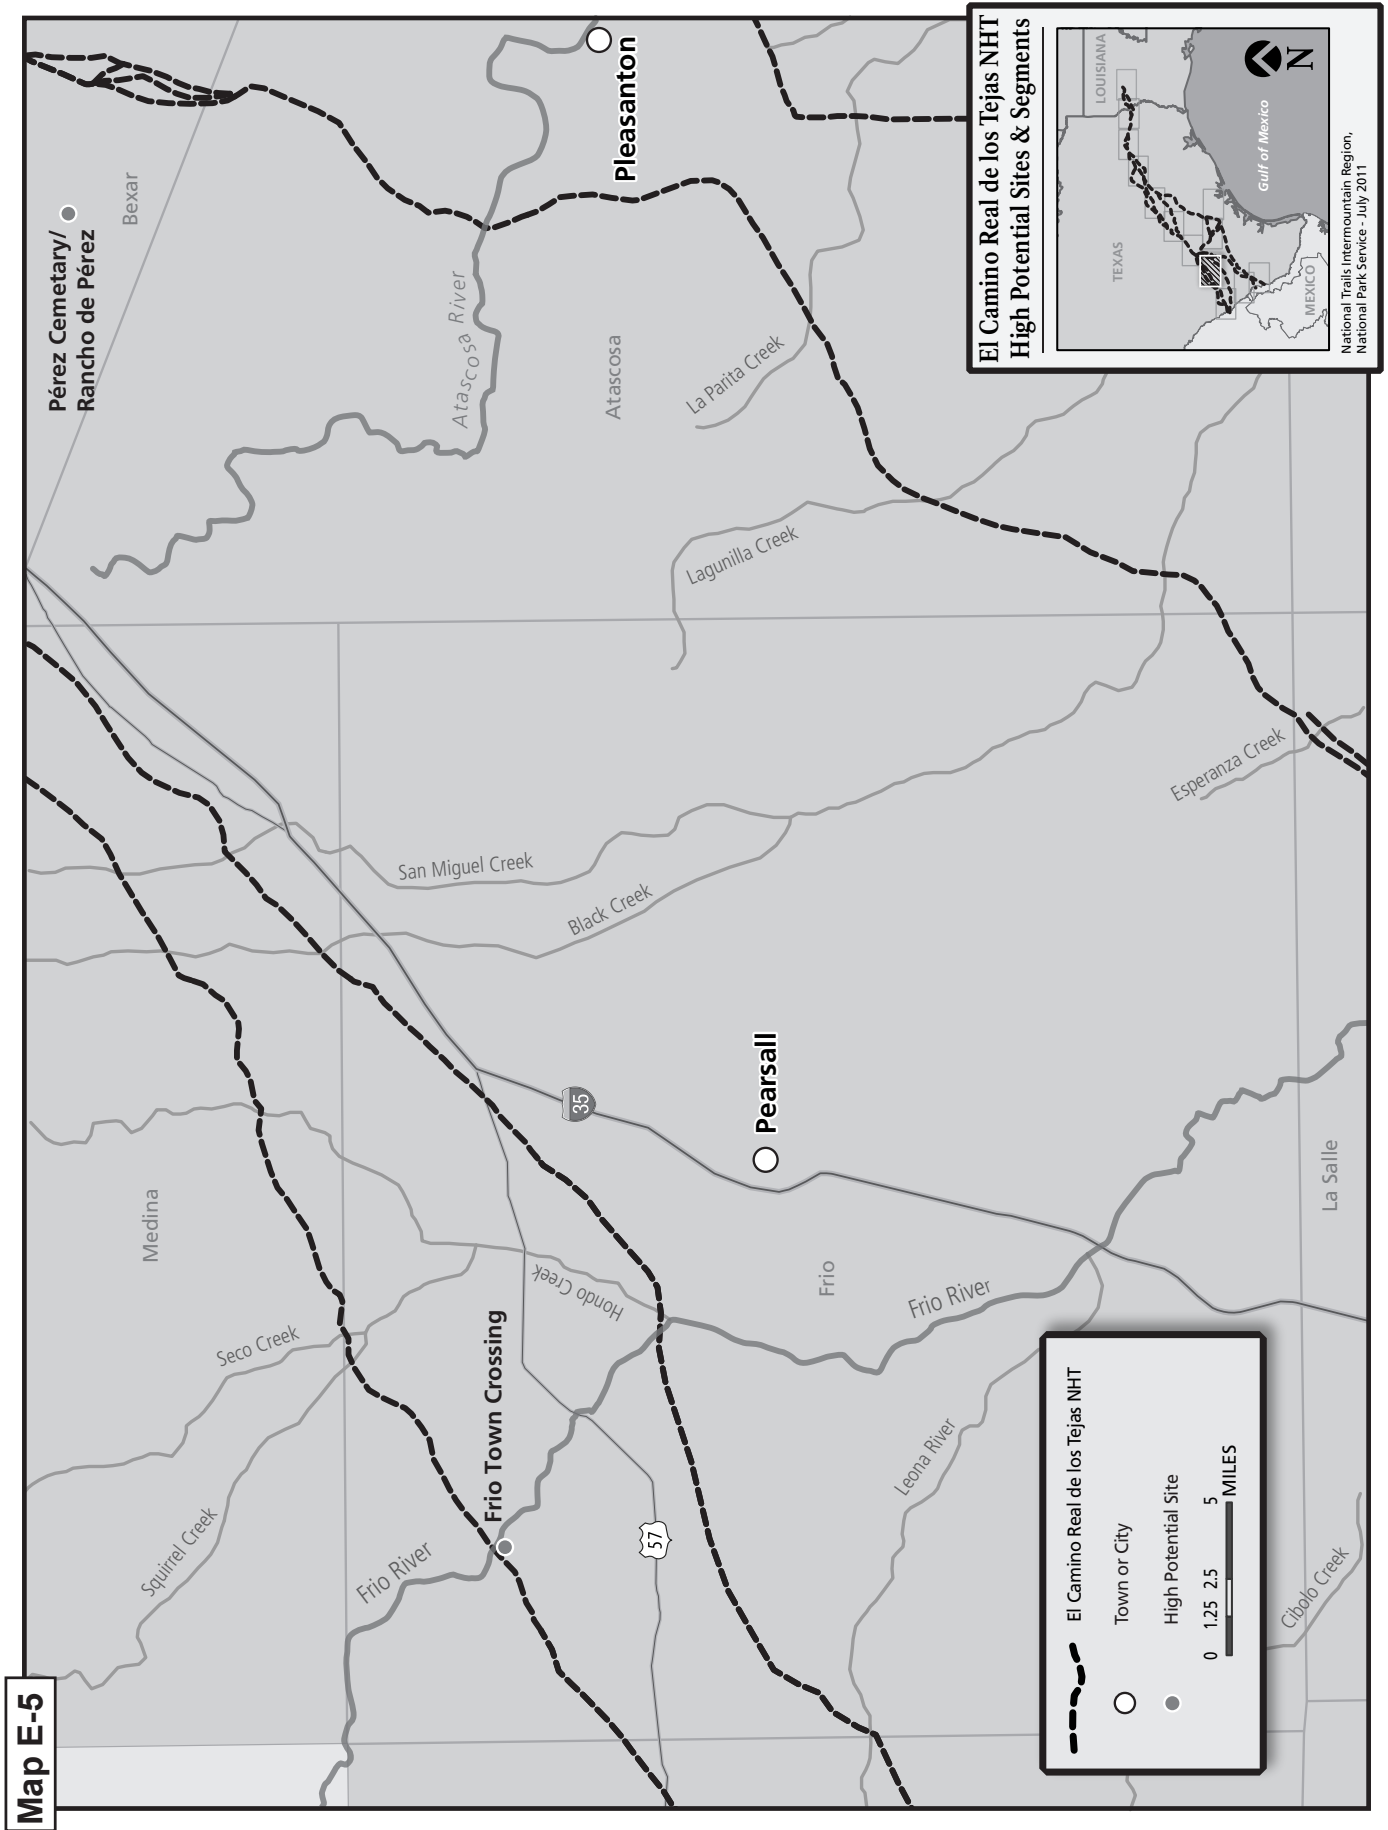 Map E-5
Medina
Bexar
Pérez Cemetary/
Rancho de Pérez
Squirrel Creek
Seco Creek
Frio River
Frio Town Crossing
Hondo Creek
San Miguel Creek
Black Creek
Atascosa River
Atascosa
Pleasanton
35
57
Pearsall
Lagunilla Creek
La Parita Creek
Frio
Frio River
Leona River
Esperanza Creek
La Salle
Cibolo Creek
El Camino Real de los Tejas NHT
Town or City
High Potential Site
0 1.25 2.5 5
MILES
El Camino Real de los Tejas NHT
High Potential Sites & Segments
TEXAS
LOUISIANA
MEXICO
Gulf of Mexico
N
National Trails Intermountain Region,
National Park Service - July 2011